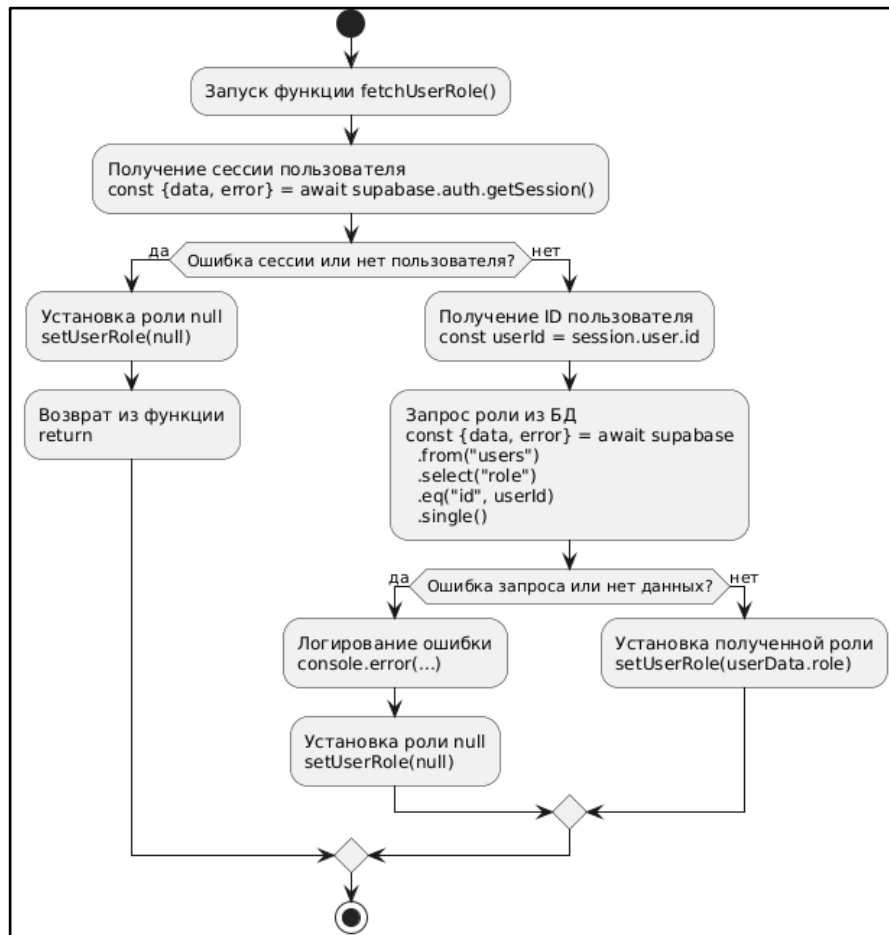 Запуск функции fetchUserRole()
Получение сессии пользователя
const {data, error} = await supabase.auth.getSession()
да
Ошибка сессии или нет пользователя?
нет
Установка роли null
setUserRole(null)
Возврат из функции
return
Получение ID пользователя
const userId = session.user.id
Запрос роли из БД
const {data, error} = await supabase
.from("users")
.select("role")
.eq("id", userId)
.single()
да
Ошибка запроса или нет данных?
нет
Логирование ошибки
console.error(...)
Установка роли null
setUserRole(null)
Установка полученной роли
setUserRole(userData.role)